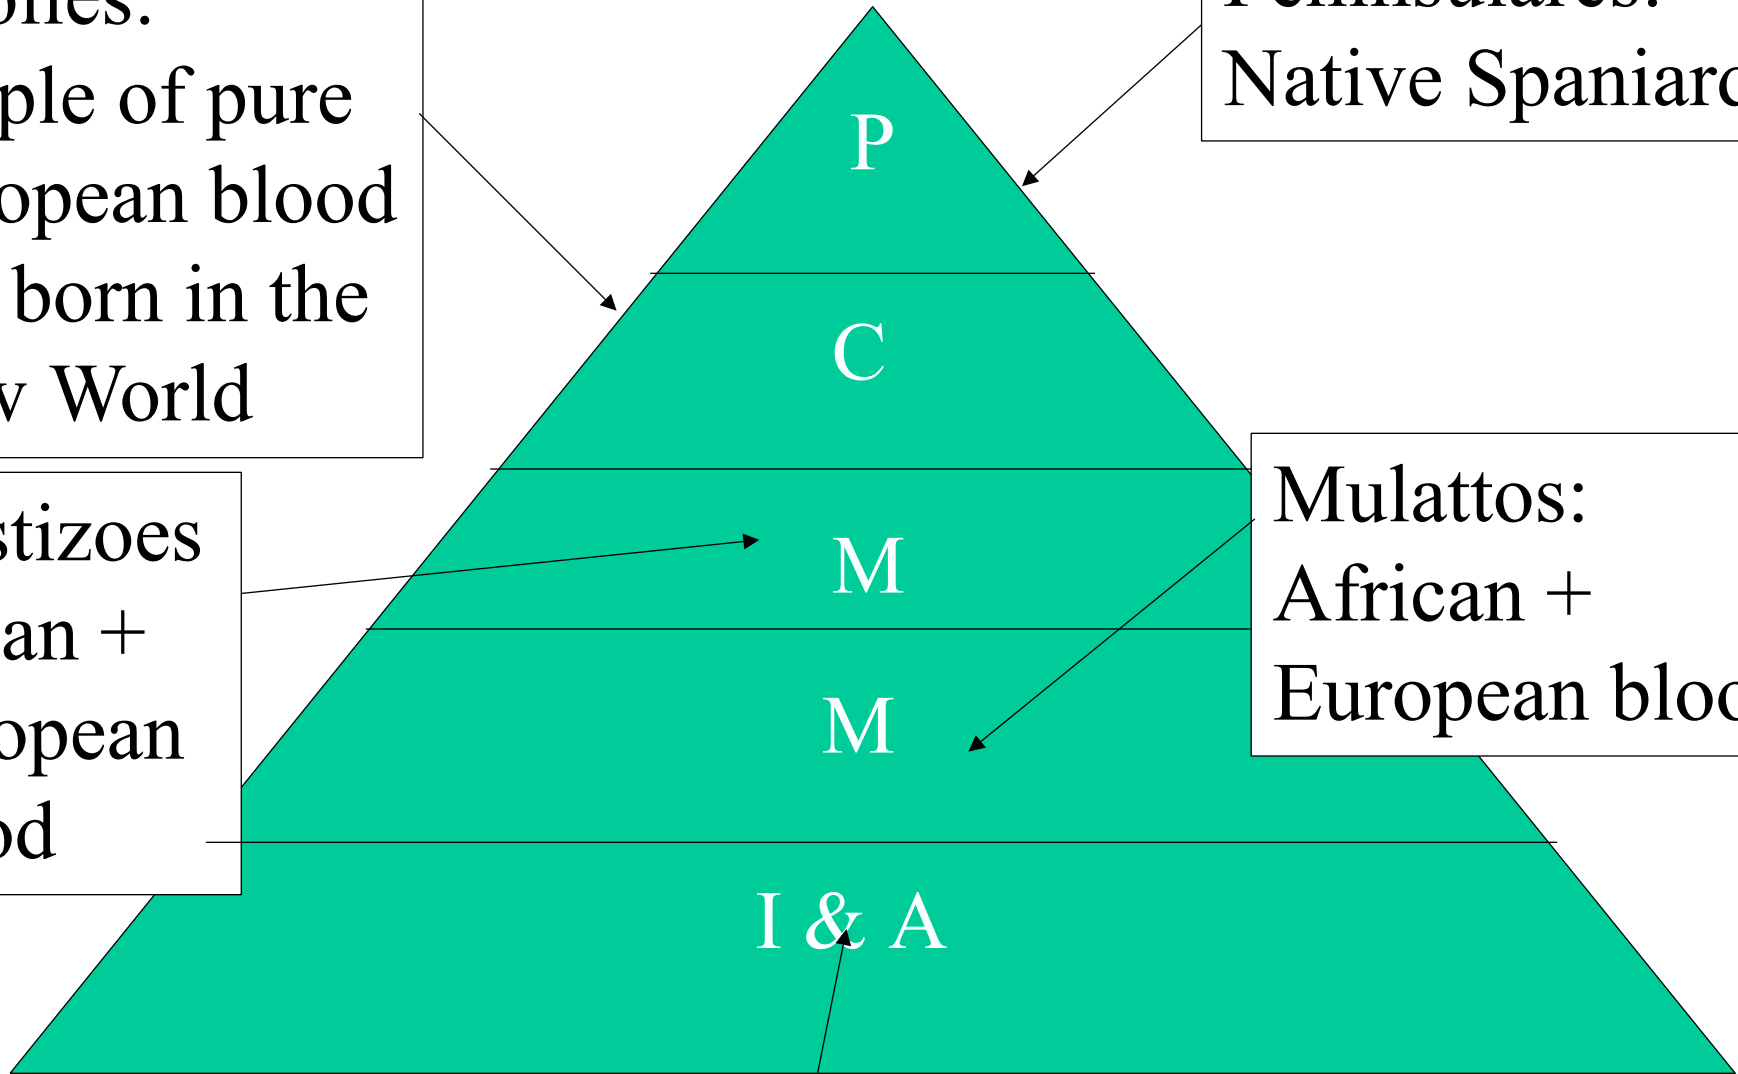 ple of pure
opean blood
born in the
w World
Native Spaniard
P
C
stizoes
an +
opean
od
M
Mulattos:
African +
European bloo
M
I & A